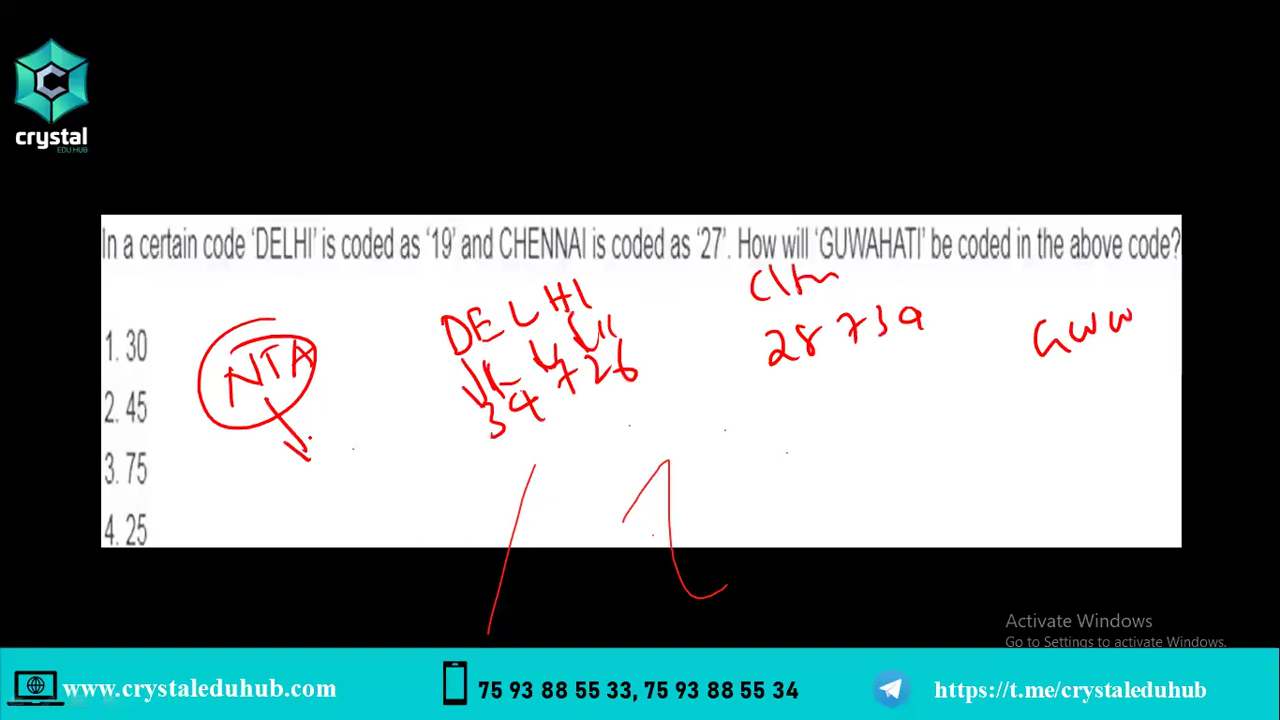 crystal
EDU HUB
In a certain code ‘DELHI’ is coded as ‘19’ and CHENNAI is coded as ‘27’. How will ‘GUWAHATI’ be coded in the above code?
1. 30
2. 45
3. 75
4. 25
NTA
DELHI
34726
Activate Windows
Go to Settings to activate Windows.
www.crystaleduhub.com
75 93 88 55 33, 75 93 88 55 34
https://t.me/crystaleduhub